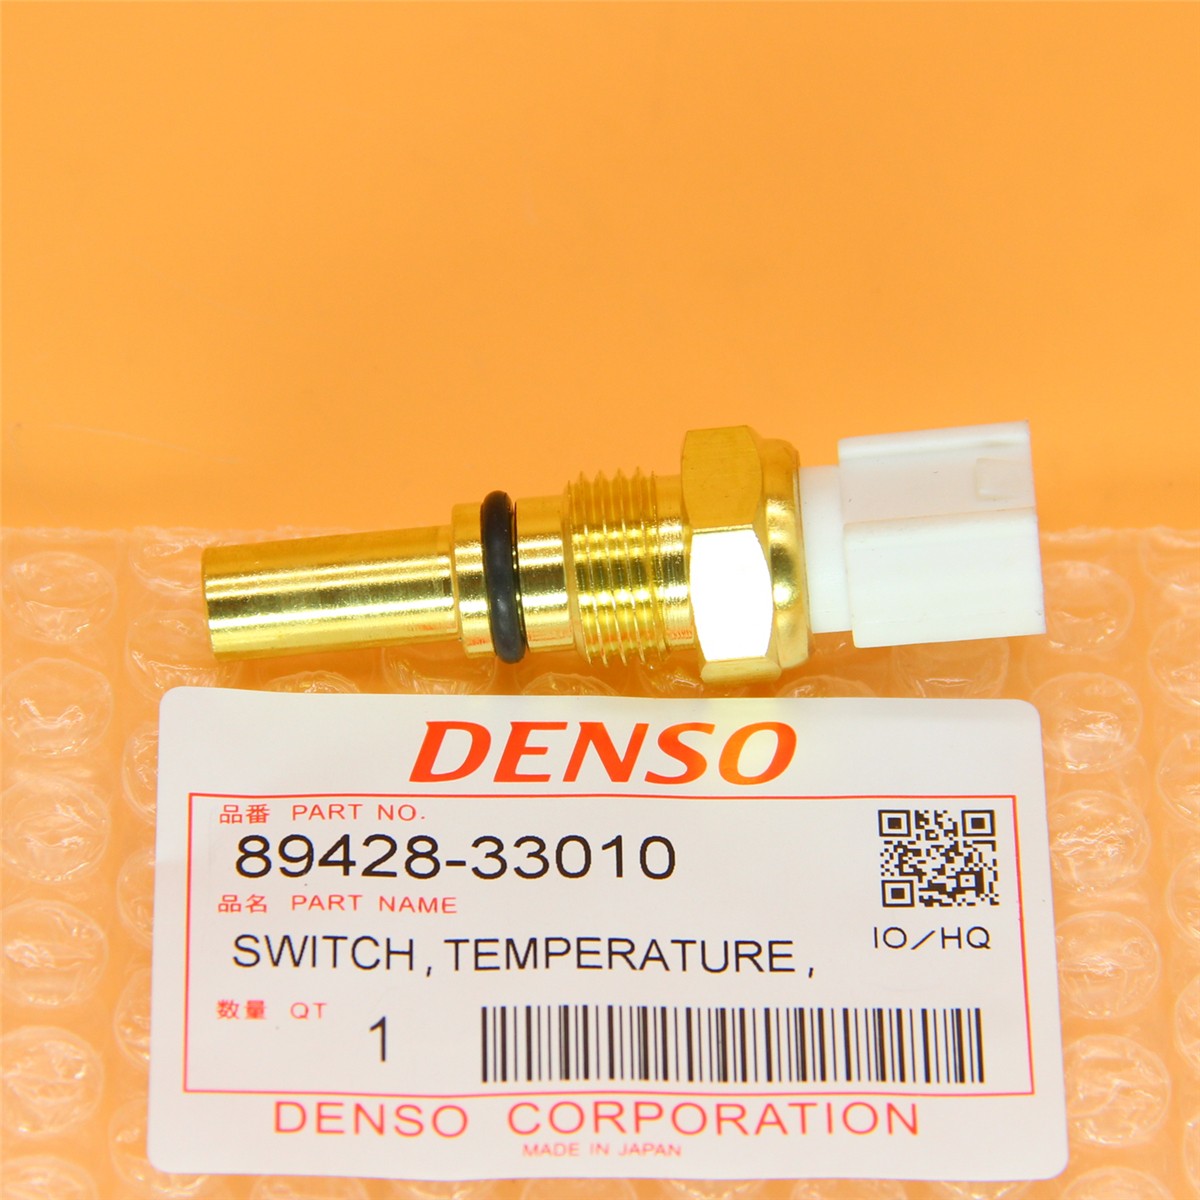 DENSO
品番 PART NO.
89428-33010
品名 PART NAME
SWITCH, TEMPERATURE,
IO/HQ
数量 QT
1
DENSO CORPORATION
MADE IN JAPAN